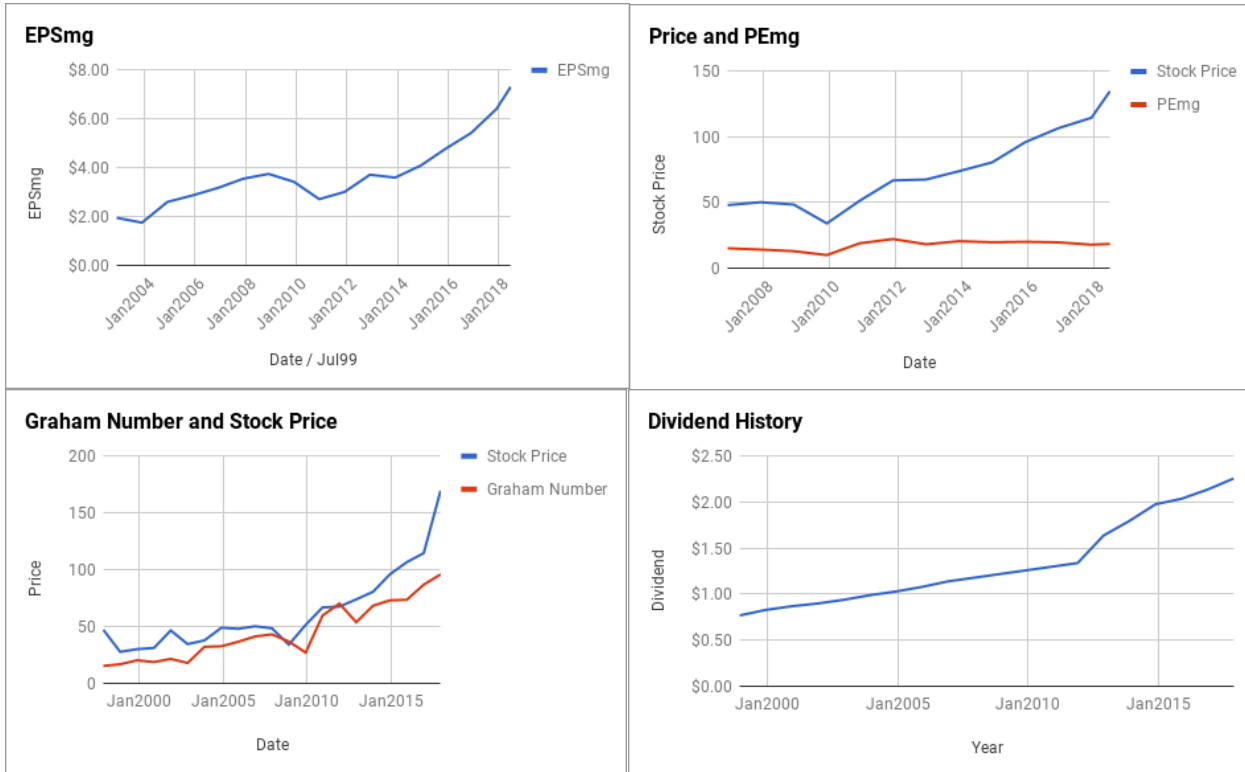 EPSmg
$8.00
$6.00
$4.00
$2.00
$0.00
EPSmg
EPSmg
Jan2004
Jan2006
Jan2008
Jan2010
Jan2012
Jan2014
Jan2016
Jan2018
Date / Jul99
Price and PEmg
150
100
50
0
Stock Price
Stock Price
PEmg
Jan2008
Jan2010
Jan2012
Jan2014
Jan2016
Jan2018
Date
Graham Number and Stock Price
200
150
100
50
0
Price
Stock Price
Graham Number
Jan2000
Jan2005
Jan2010
Jan2015
Date
Dividend History
$2.50
$2.00
$1.50
$1.00
$0.50
$0.00
Dividend
Jan2000
Jan2005
Jan2010
Jan2015
Year